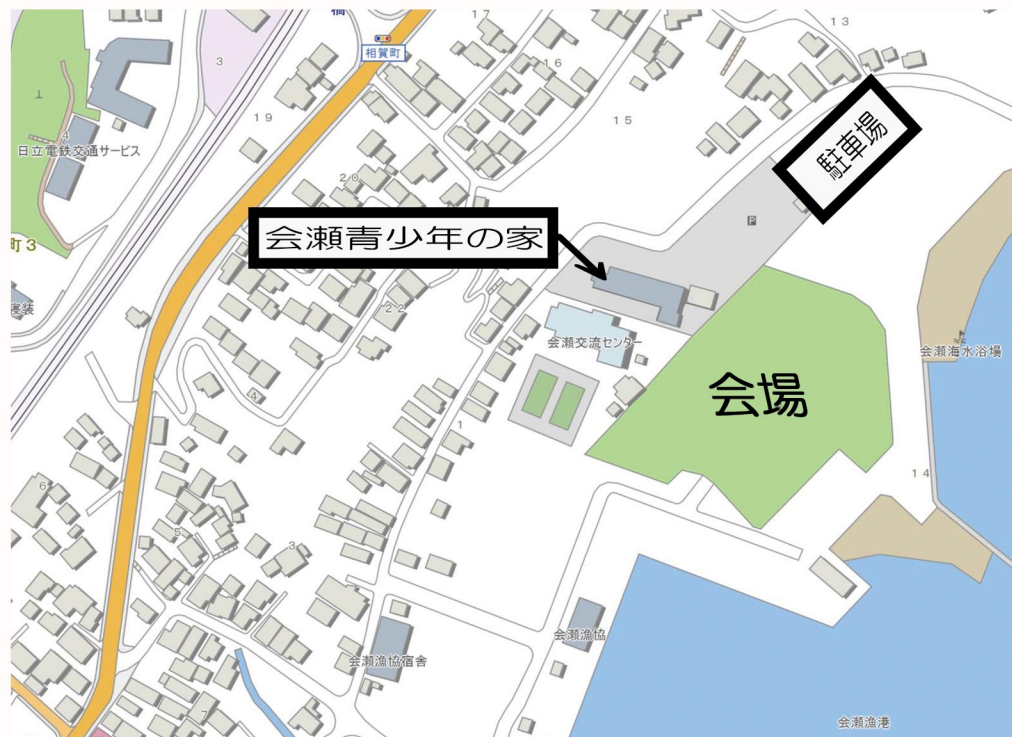 橋
17
13
相賀町
3
16
19
15
4
日立電鉄交通サービス
駐車場
20
P
会瀬青少年の家
町3
22
会瀬交流センター
会瀬海水浴場
会場
4
1
14
6
5
3
会瀬漁協
会瀬漁協宿舎
7
会瀬漁港